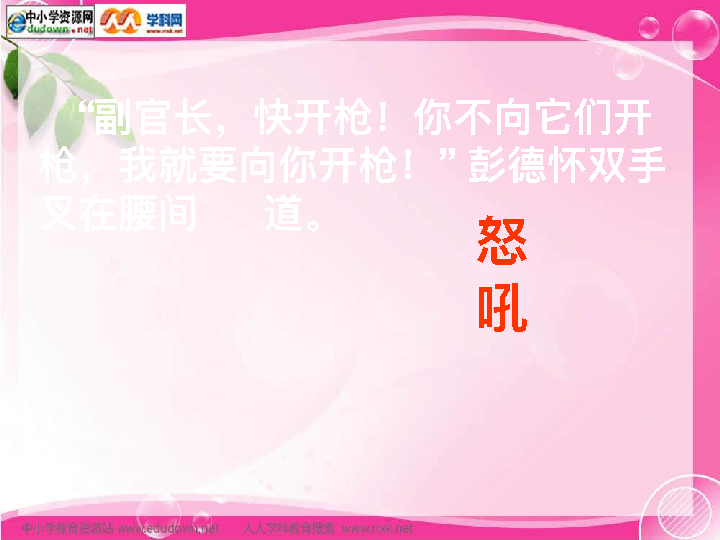 中小学资源网
dudown.net
学科网
www.nxk.net
“副官长，快开枪！你不向它们开
枪，我就要向你开枪！”彭德怀双手
叉在腰间 道。
怒
吼
中小学教育资源站 www.edudown.net 人人学科教育搜索 www.rrxk.net